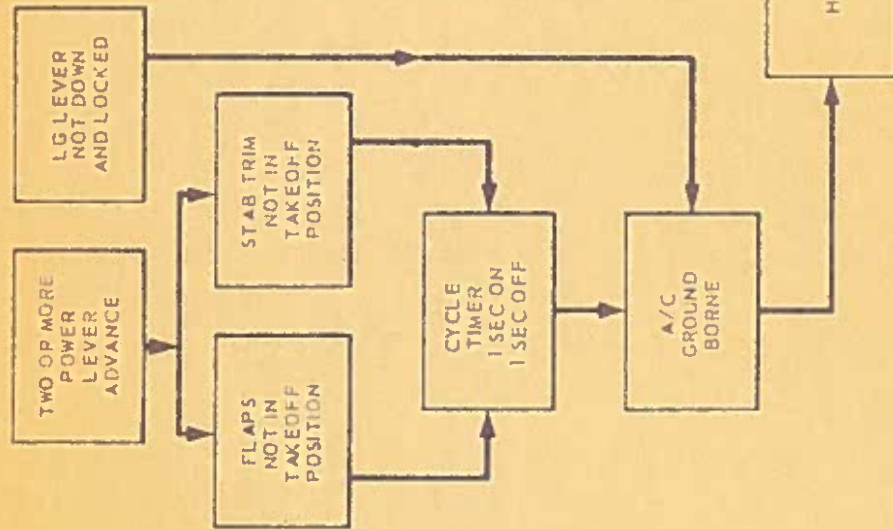 TWO OR MORE
POWER
LEVER
ADVANCE
LG LEVER
NOT DOWN
AND LOCKED
FLAPS
NOT IN
TAKEOFF
POSITION
STAB TRIM
NOT IN
TAKEOFF
POSITION
CYCLE
TIMER
1 SEC ON
1 SEC OFF
A/C
GROUND
BORNE